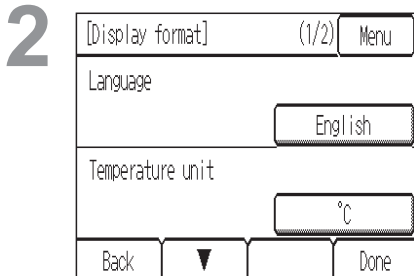 2
[Display format] (1/2) Menu
Language
English
Temperature unit
°C
Back ▼ Done